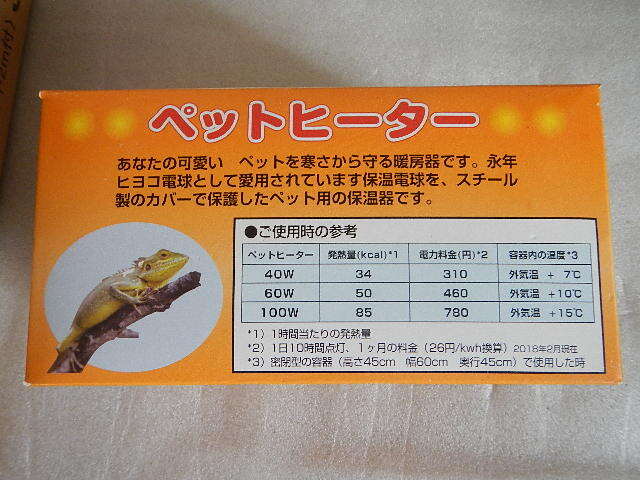 ペットヒーター
あなたの可愛い ペットを寒さから守る暖房器です。永年
ヒヨコ電球として愛用されています保温電球を、スチール
製のカバーで保護したペット用の保温器です。
●ご使用時の参考
ペットヒーター 発熱量(kcal)*1 電力料金(円)*2 容器内の温度*3
40W 34 310 外気温 + 7℃
60W 50 460 外気温 +10℃
100W 85 780 外気温 +15℃
*1) 1時間当たりの発熱量
*2) 1日10時間点灯、1ヶ月の料金 (26円/kwh換算) 2018年2月現在
*3) 密閉型の容器 (高さ45cm 幅60cm 奥行45cm) で使用した時